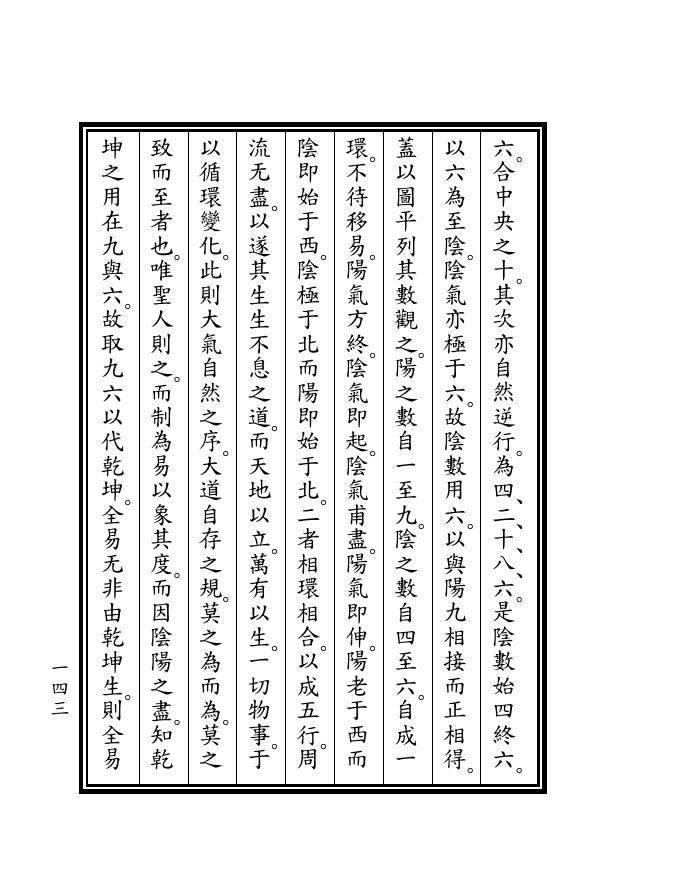 六。合中央之十。其次亦自然逆行。為四、二、十、八、六。是陰數始四終六。
以六為至陰。陰氣亦極于六。故陰數用六。以與陽九相接而正相得。
蓋以圖平列其數觀之。陽之數自一至九。陰之數自四至六。自成一
環。不待移易。陽氣方終。陰氣即起。陰氣甫盡。陽氣即伸。陽老于西而
陰即始于西。陰極于北而陽即始于北。二者相環相合。以成五行。周
流无盡。以遂其生生不息之道。而天地以立。萬有以生。一切物事。于
以循環變化。此則大氣自然之序。大道自存之規。莫之為而為。莫之
致而至者也。唯聖人則之。而制為易以象其度。而因陰陽之盡。知乾
坤之用在九與六。故取九六以代乾坤。全易无非由乾坤生。則全易
一四三